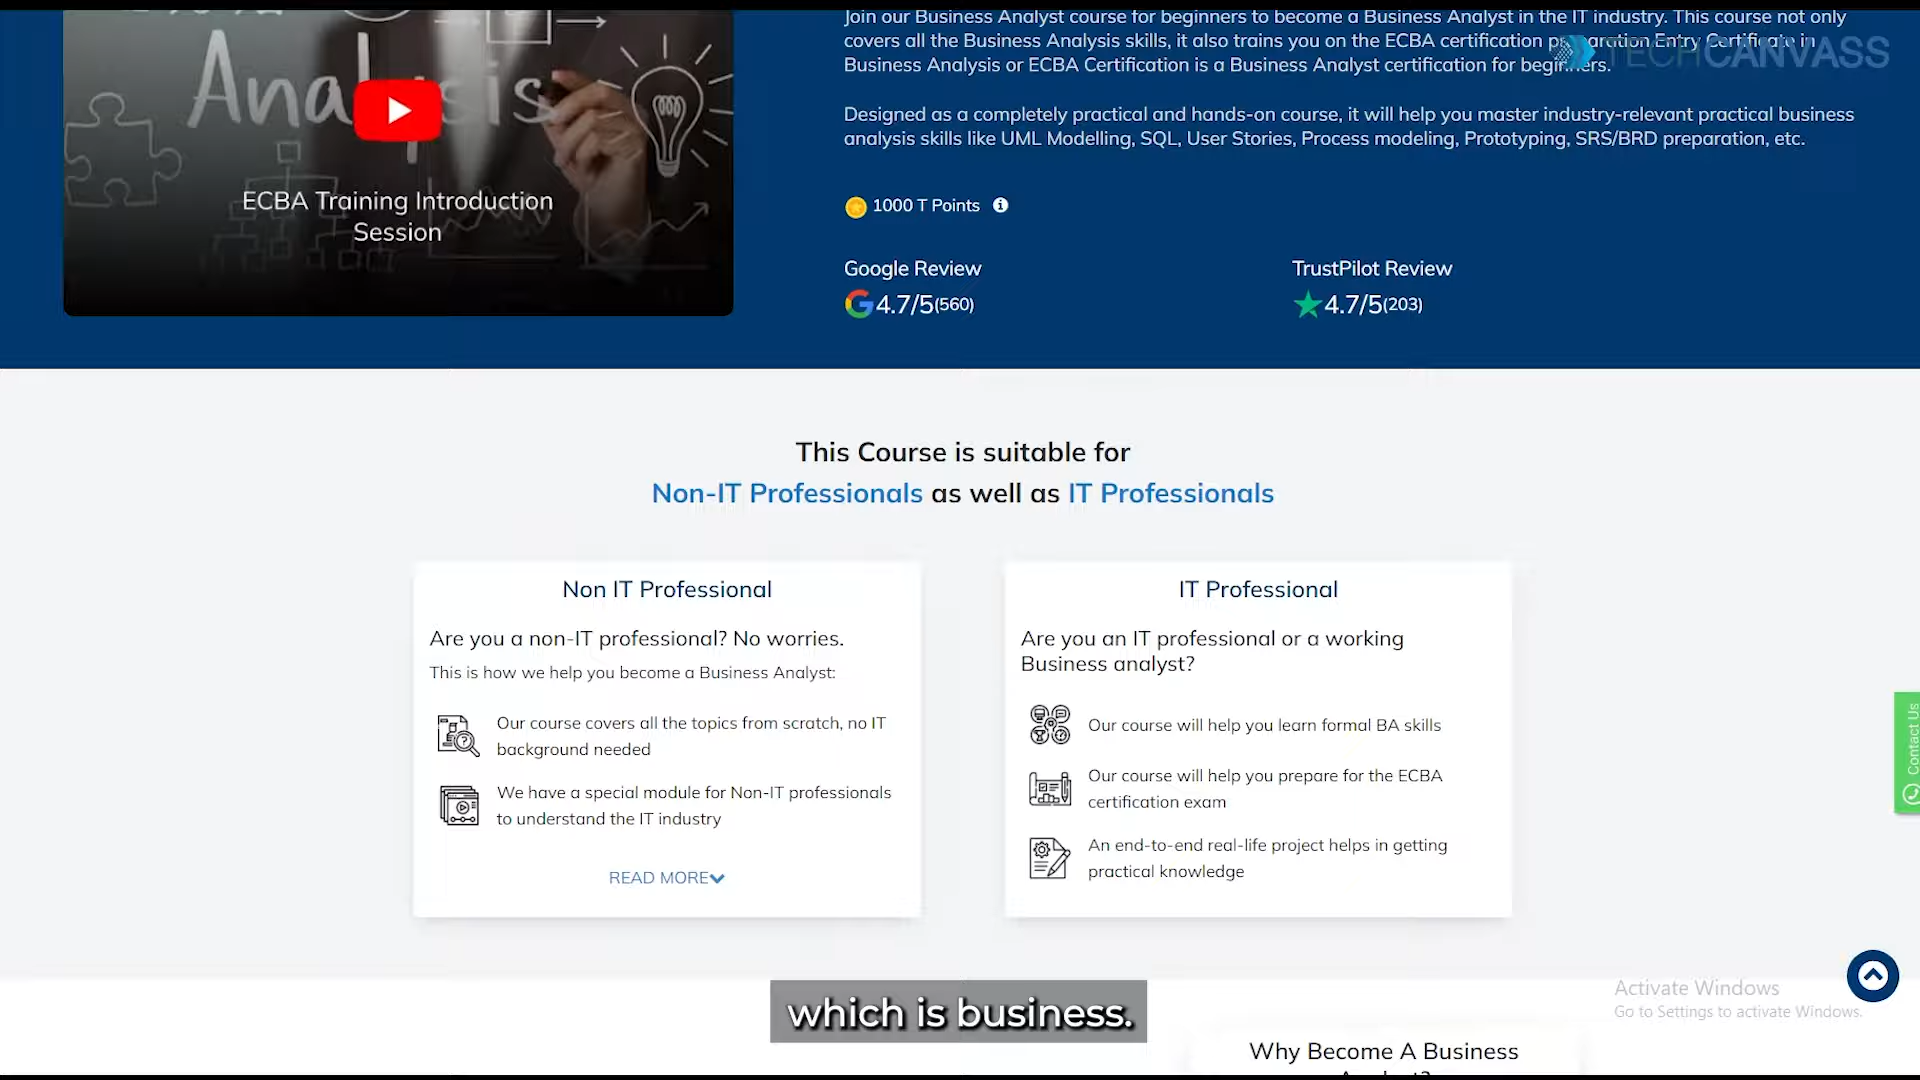 Analysis
ECBA Training Introduction
Session
Join our Business Analyst course for beginners to become a Business Analyst in the IT industry. This course not only
covers all the Business Analysis skills, it also trains you on the ECBA certification preparation Entry Certificate in
Business Analysis or ECBA Certification is a Business Analyst certification for beginners.
TECHCANVASS
Designed as a completely practical and hands-on course, it will help you master industry-relevant practical business
analysis skills like UML Modelling, SQL, User Stories, Process modeling, Prototyping, SRS/BRD preparation, etc.
1000 T Points
Google Review
4.7/5(560)
TrustPilot Review
4.7/5(203)
This Course is suitable for
Non-IT Professionals as well as IT Professionals
Non IT Professional
Are you a non-IT professional? No worries.
This is how we help you become a Business Analyst:
Our course covers all the topics from scratch, no IT
background needed
We have a special module for Non-IT professionals
to understand the IT industry
READ MORE
IT Professional
Are you an IT professional or a working
Business analyst?
Our course will help you learn formal BA skills
Our course will help you prepare for the ECBA
certification exam
An end-to-end real-life project helps in getting
practical knowledge
Contact Us
Activate Windows
Go to Settings to activate Windows.
which is business.
Why Become A Business